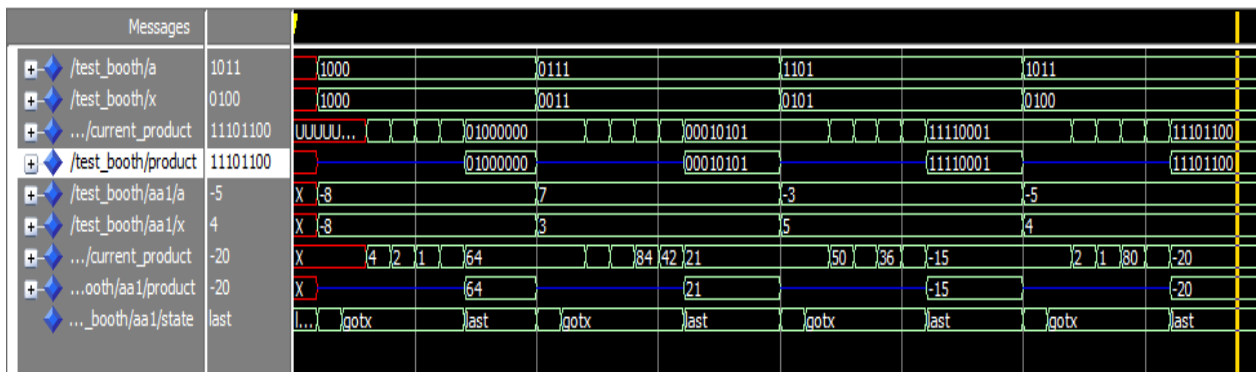 Messages
/test_booth/a 1011 1000 0111 1101 1011
/test_booth/x 0100 1000 0011 0101 0100
.../current_product 11101100 UUUUU... 01000000 00010101 11110001 11101100
/test_booth/product 11101100 01000000 00010101 11110001 11101100
/test_booth/aa1/a -5 X -8 7 -3 -5
/test_booth/aa1/x 4 X -8 3 5 4
.../current_product -20 X 4 2 1 64 84 42 21 50 36 -15 2 1 80 -20
...ooth/aa1/product -20 X 64 21 -15 -20
..._booth/aa1/state last l... gotx last gotx last gotx last gotx last